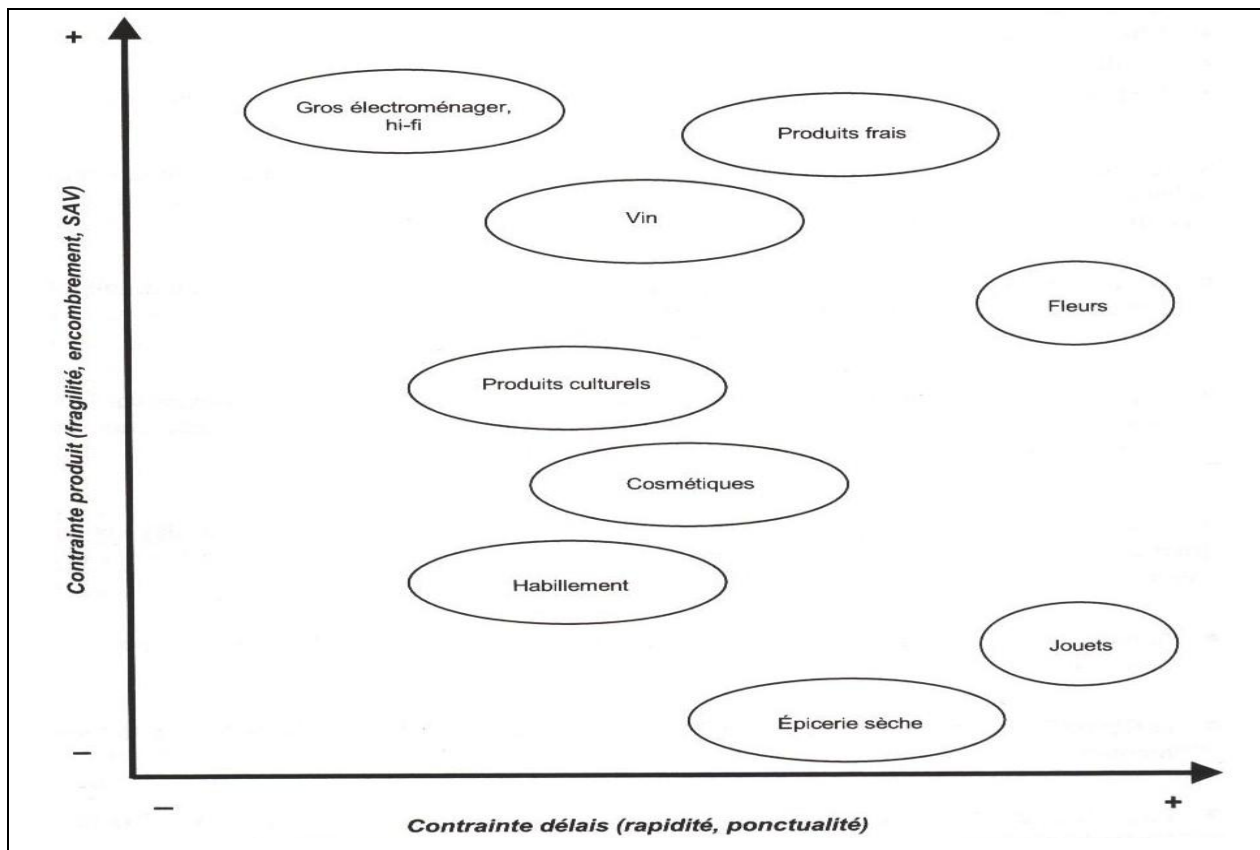 +
Gros électroménager,
hi-fi
Produits frais
Vin
Fleurs
Produits culturels
Cosmétiques
Habillement
Jouets
Épicerie sèche
Contrainte produit (fragilité, encombrement, SAV)
–
–
+
Contrainte délais (rapidité, ponctualité)